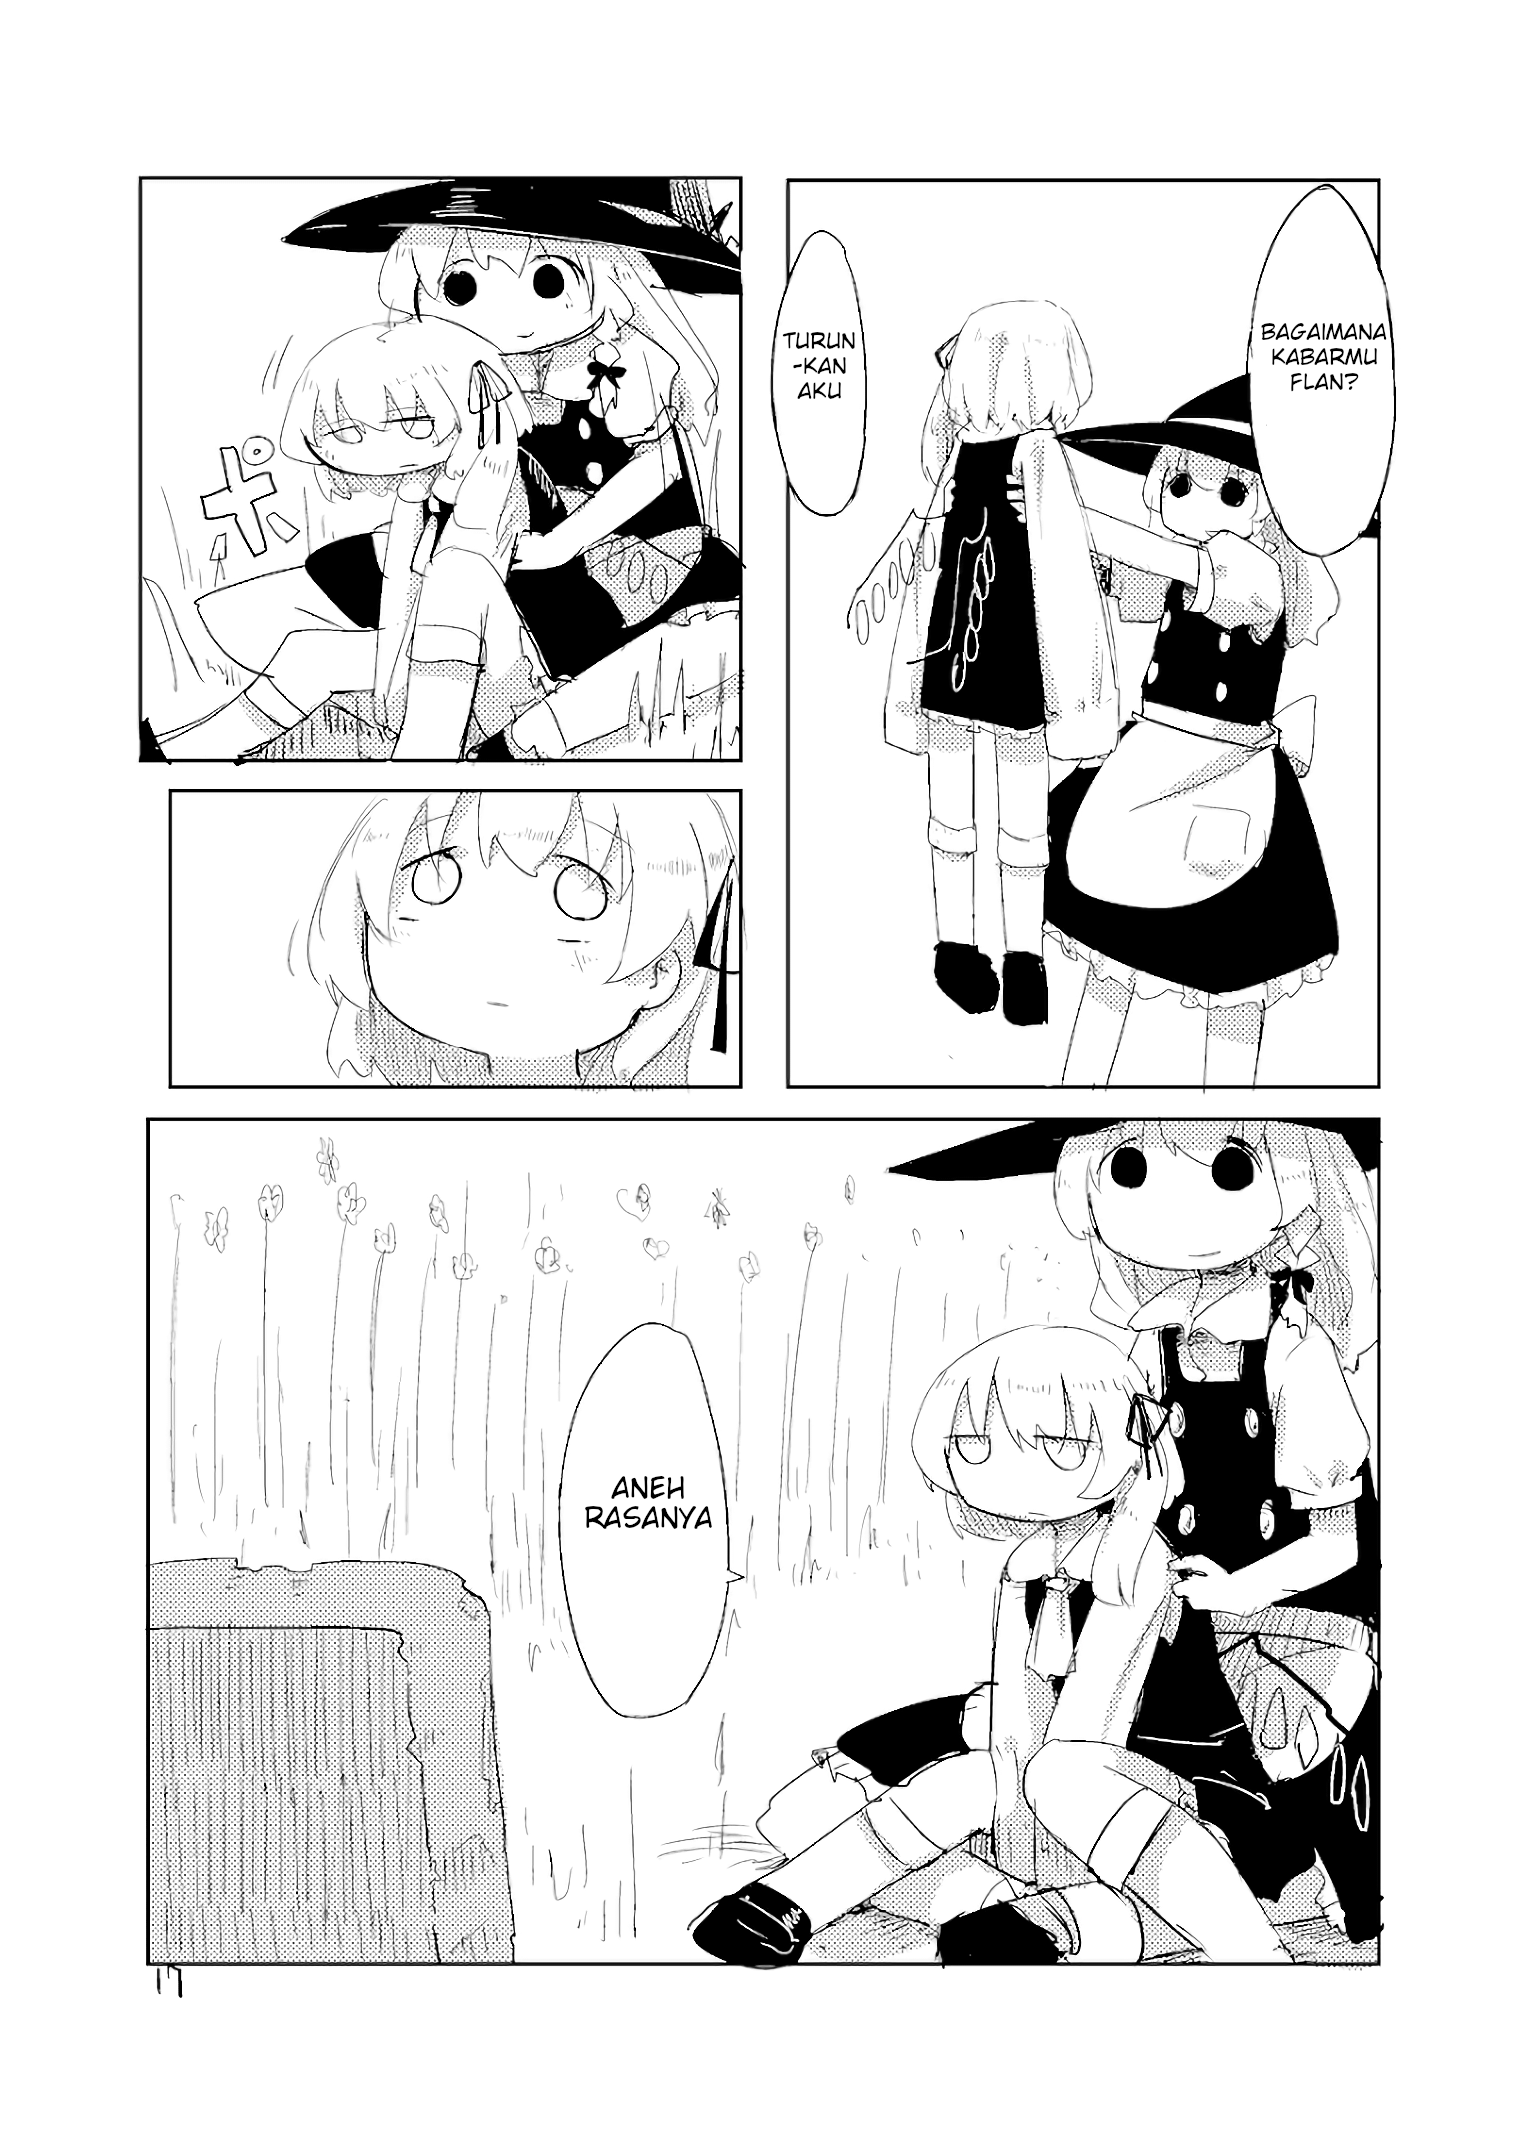 BAGAIMANA
KABARMU
FLAN?
TURUN
-KAN
AKU
ポ
ANEH
RASANYA
17